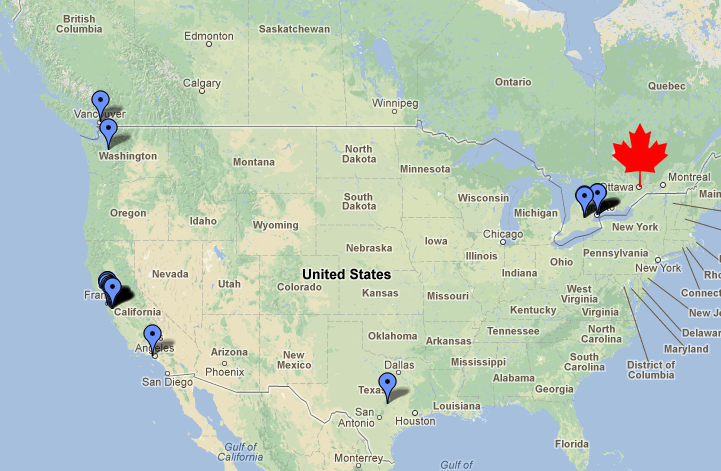 British
Columbia
Edmonton
Saskatchewan
Calgary
Ontario
Quebec
Winnipeg
Vancouver
Washington
Montana
North
Dakota
Minnesota
Ottawa
Montreal
Main
Oregon
Idaho
Wyoming
South
Dakota
Wisconsin
Michigan
New York
Chicago
Nebraska
Iowa
Illinois
Indiana
Ohio
Pennsylvania
New York
Rho
Connect
New Je
Delawar
Maryland
District of
Columbia
Nevada
Utah
Colorado
United States
Kansas
Missouri
West
Virginia
Virginia
Kentucky
Fran
California
Angeles
San Diego
Arizona
Phoenix
New
Mexico
Oklahoma
Arkansas
Tennessee
North
Carolina
South
Carolina
Mississippi
Alabama
Georgia
Dallas
Texas
San
Antonio
Houston
Louisiana
Florida
Gulf of
California
Monterrey
Gulf of